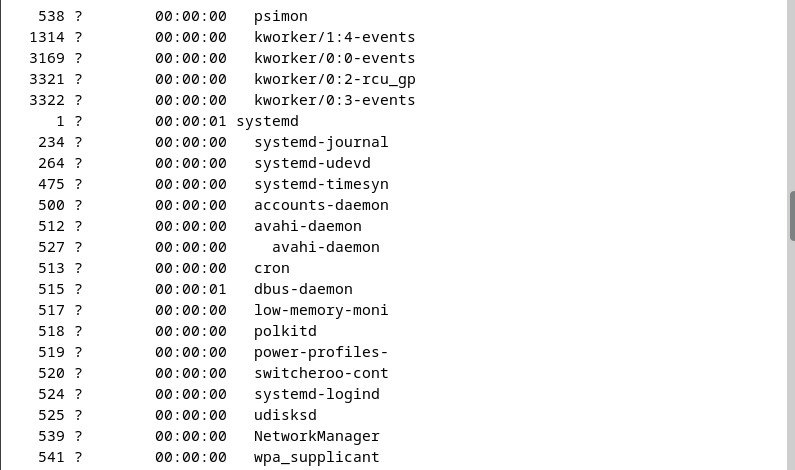 538 ?        00:00:00   psimon
1314 ?        00:00:00   kworker/1:4-events
3169 ?        00:00:00   kworker/0:0-events
3321 ?        00:00:00   kworker/0:2-rcu_gp
3322 ?        00:00:00   kworker/0:3-events
1 ?        00:00:01 systemd
234 ?        00:00:00   systemd-journal
264 ?        00:00:00   systemd-udevd
475 ?        00:00:00   systemd-timesyn
500 ?        00:00:00   accounts-daemon
512 ?        00:00:00   avahi-daemon
527 ?        00:00:00     avahi-daemon
513 ?        00:00:00   cron
515 ?        00:00:01   dbus-daemon
517 ?        00:00:00   low-memory-moni
518 ?        00:00:00   polkitd
519 ?        00:00:00   power-profiles-
520 ?        00:00:00   switcheroo-cont
524 ?        00:00:00   systemd-logind
525 ?        00:00:00   udisksd
539 ?        00:00:00   NetworkManager
541 ?        00:00:00   wpa_supplicant